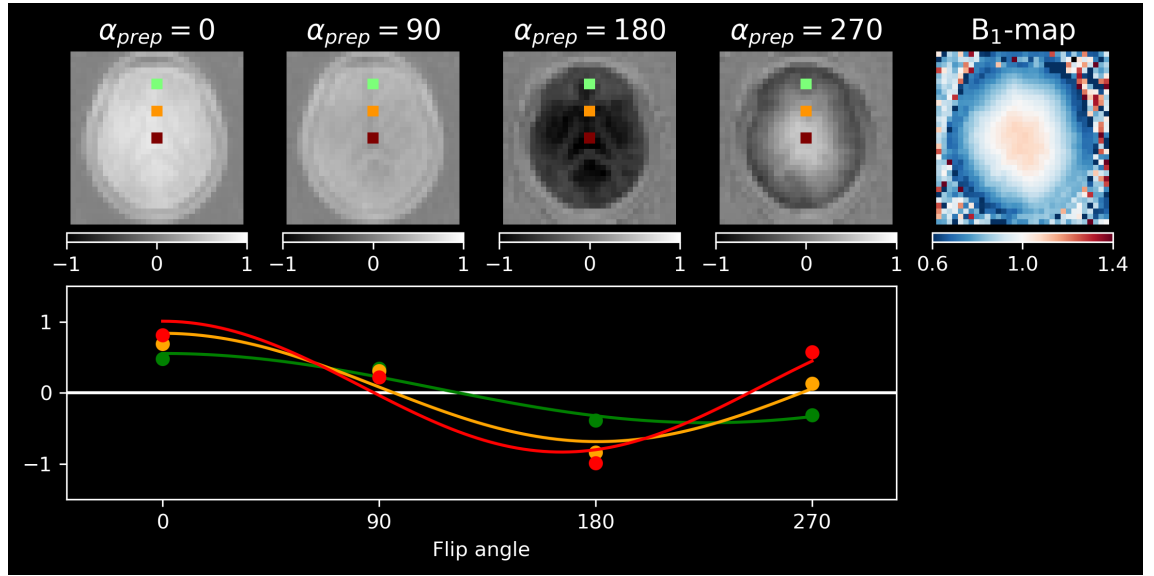 α_prep = 0
α_prep = 90
α_prep = 180
α_prep = 270
B₁-map
−1 0 1
−1 0 1
−1 0 1
−1 0 1
0.6 1.0 1.4
1
0
−1
0 90 180 270
Flip angle